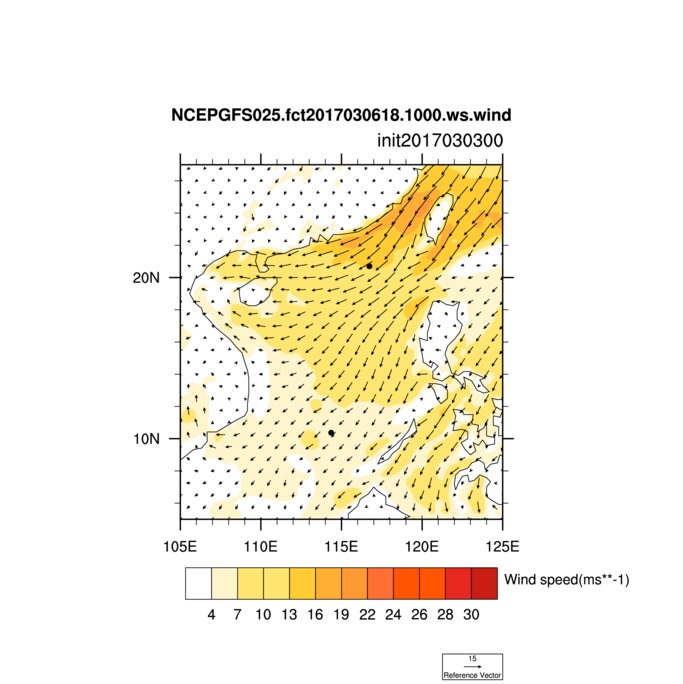 NCEPGFS025.fct2017030618.1000.ws.wind
init2017030300
20N
10N
105E 110E 115E 120E 125E
Wind speed(ms**-1)
4 7 10 13 16 19 22 24 26 28 30
15
Reference Vector